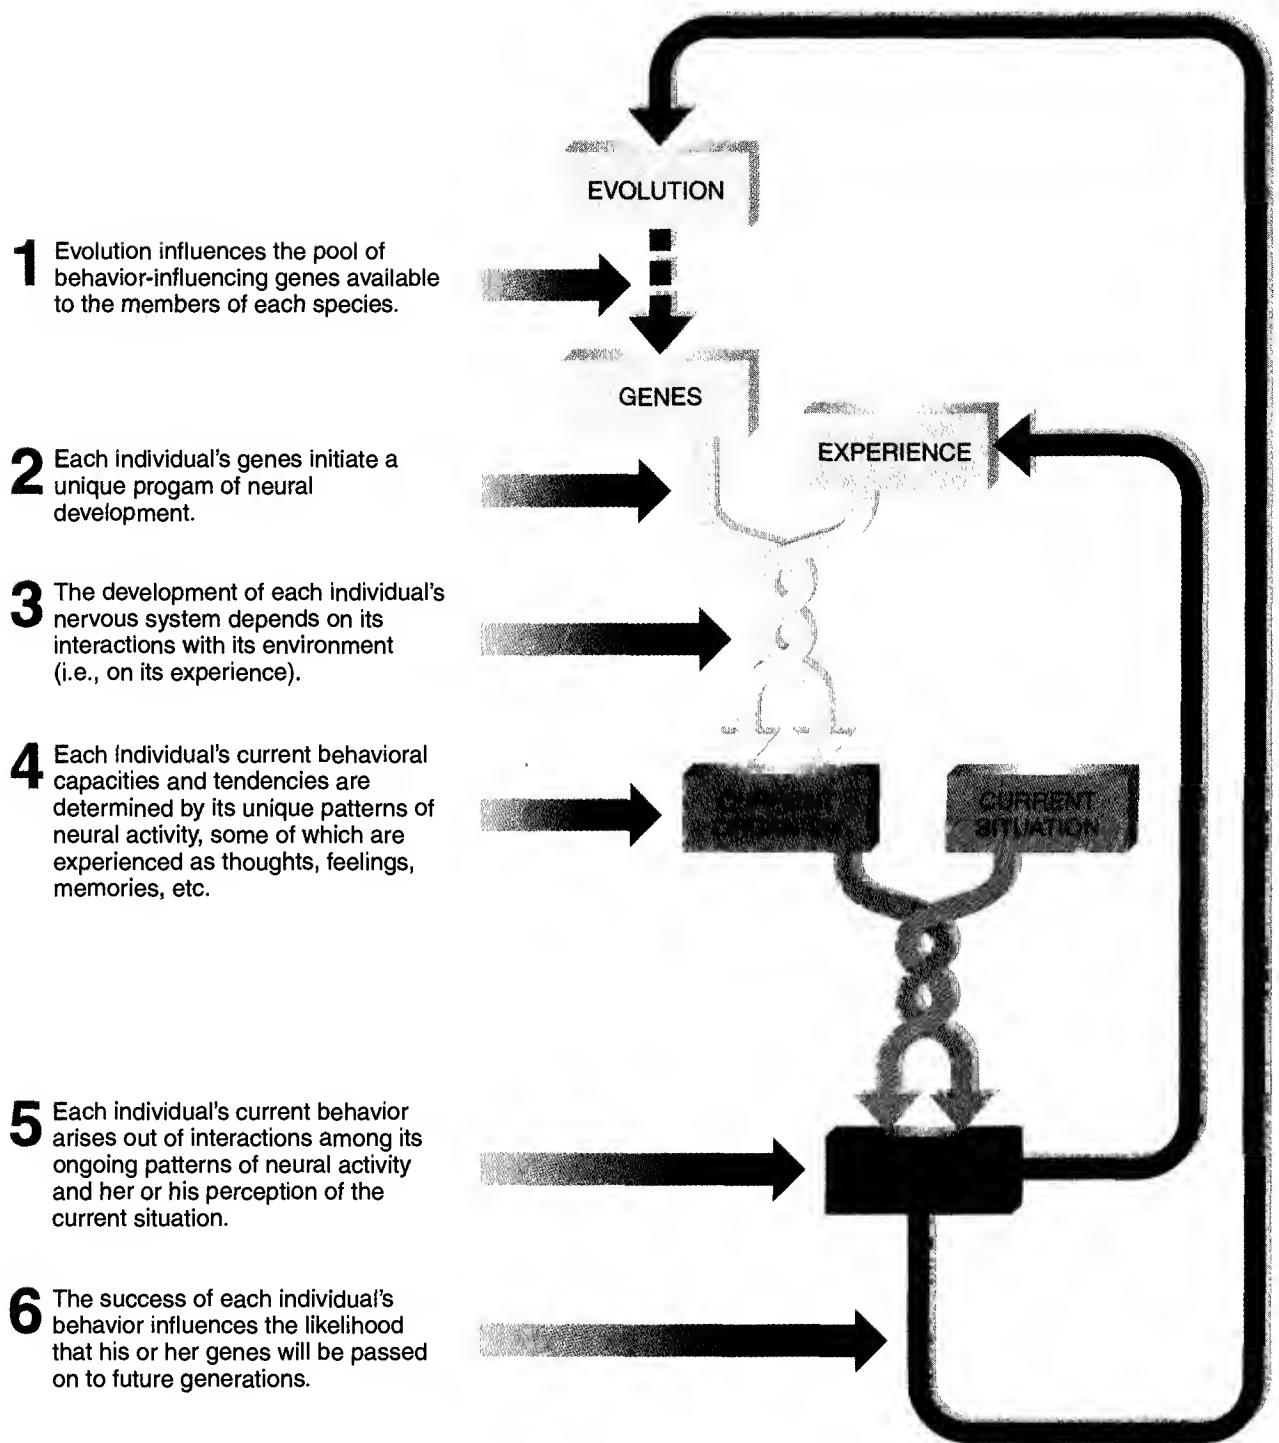 EVOLUTION
1 Evolution influences the pool of
behavior-influencing genes available
to the members of each species.
GENES
EXPERIENCE
2 Each individual's genes initiate a
unique progam of neural
development.
3 The development of each individual's
nervous system depends on its
interactions with its environment
(i.e., on its experience).
4 Each individual's current behavioral
capacities and tendencies are
determined by its unique patterns of
neural activity, some of which are
experienced as thoughts, feelings,
memories, etc.
CURRENT
CURRENT
SITUATION
5 Each individual's current behavior
arises out of interactions among its
ongoing patterns of neural activity
and her or his perception of the
current situation.
6 The success of each individual's
behavior influences the likelihood
that his or her genes will be passed
on to future generations.